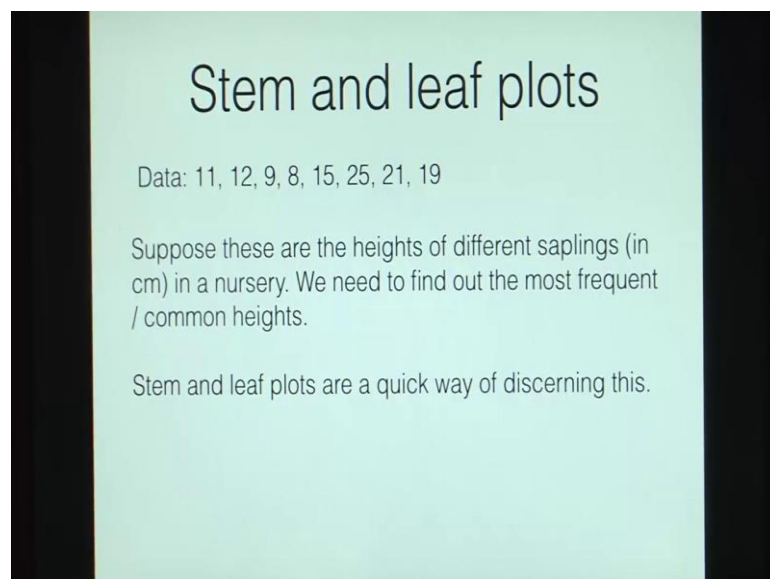 Stem and leaf plots
Data: 11, 12, 9, 8, 15, 25, 21, 19
Suppose these are the heights of different saplings (in
cm) in a nursery. We need to find out the most frequent
/ common heights.
Stem and leaf plots are a quick way of discerning this.